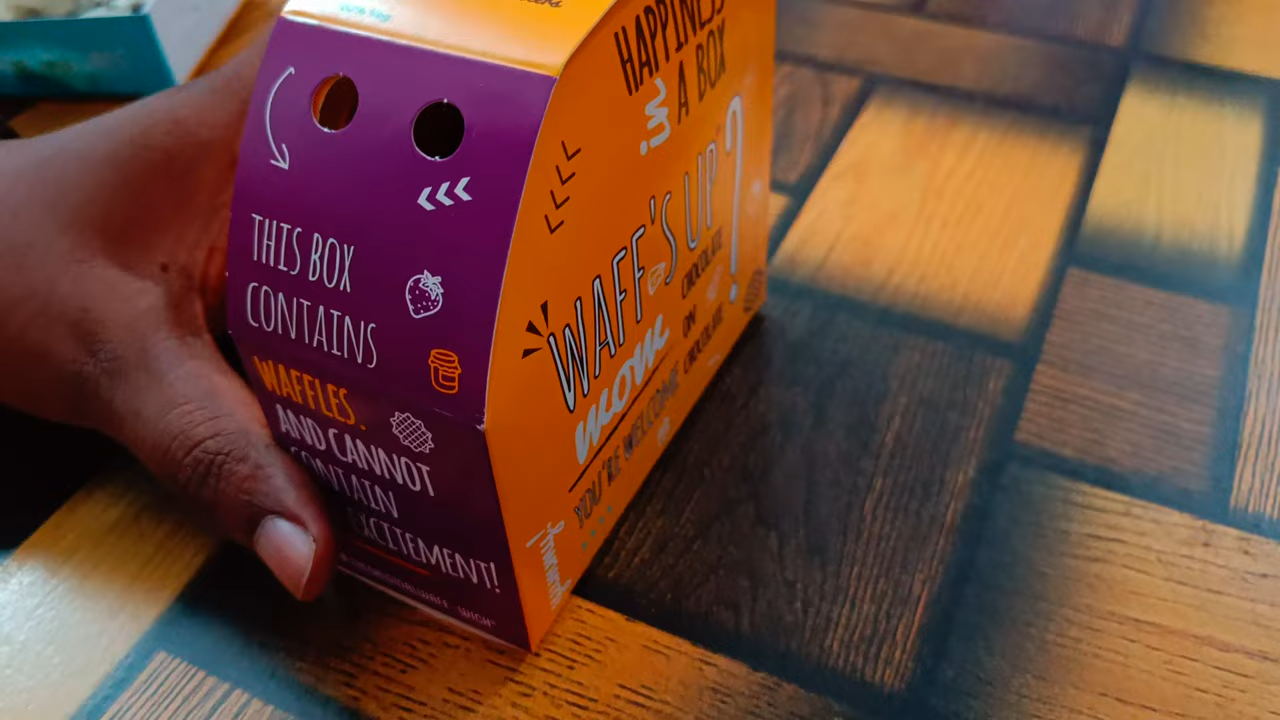 THIS BOX
CONTAINS
WAFFLES.
AND CANNOT
CONTAIN
EXCITEMENT!
HAPPINESS
in A BOX
WAFF'S UP?
CHOCOLATE
ON
CHOCOLATE
wow
YOU'RE WELCOME